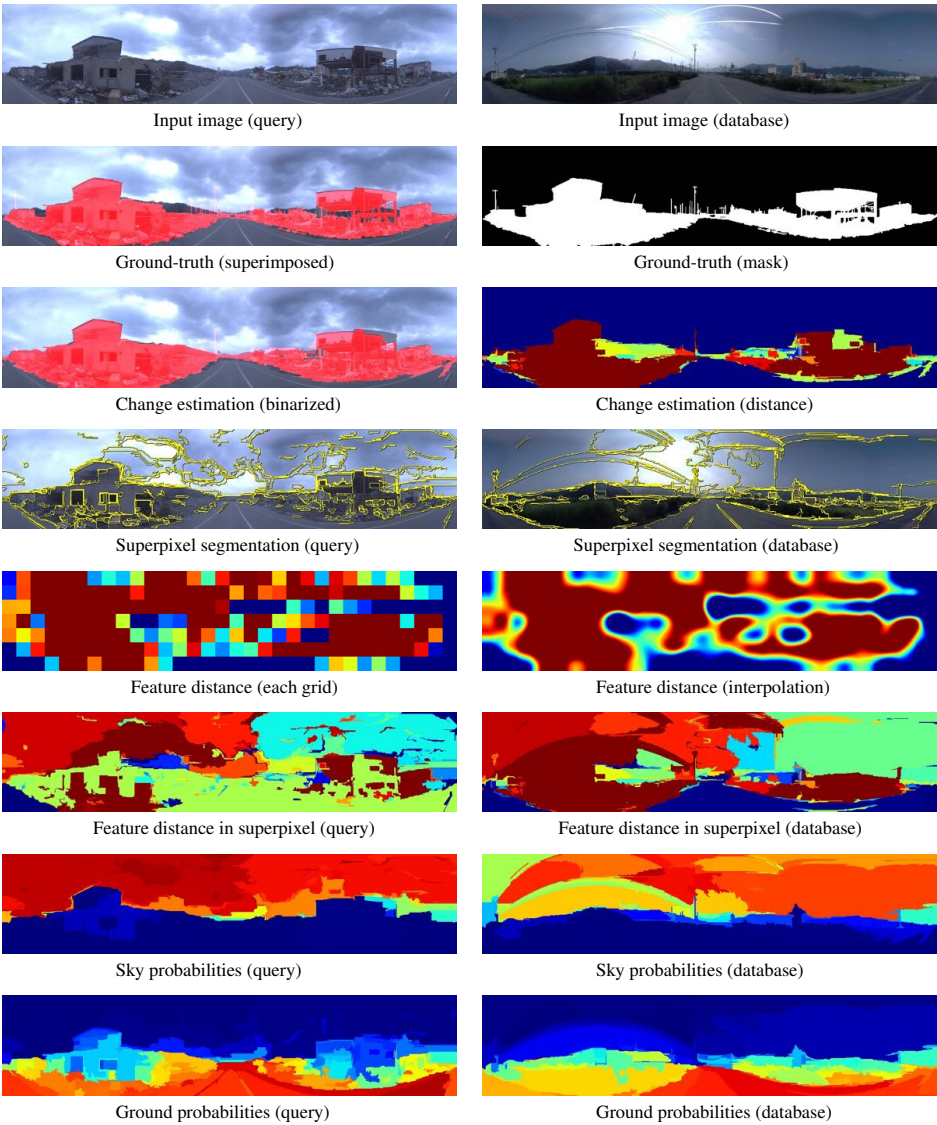 Input image (query)
Input image (database)
Ground-truth (superimposed)
Ground-truth (mask)
Change estimation (binarized)
Change estimation (distance)
Superpixel segmentation (query)
Superpixel segmentation (database)
Feature distance (each grid)
Feature distance (interpolation)
Feature distance in superpixel (query)
Feature distance in superpixel (database)
Sky probabilities (query)
Sky probabilities (database)
Ground probabilities (query)
Ground probabilities (database)